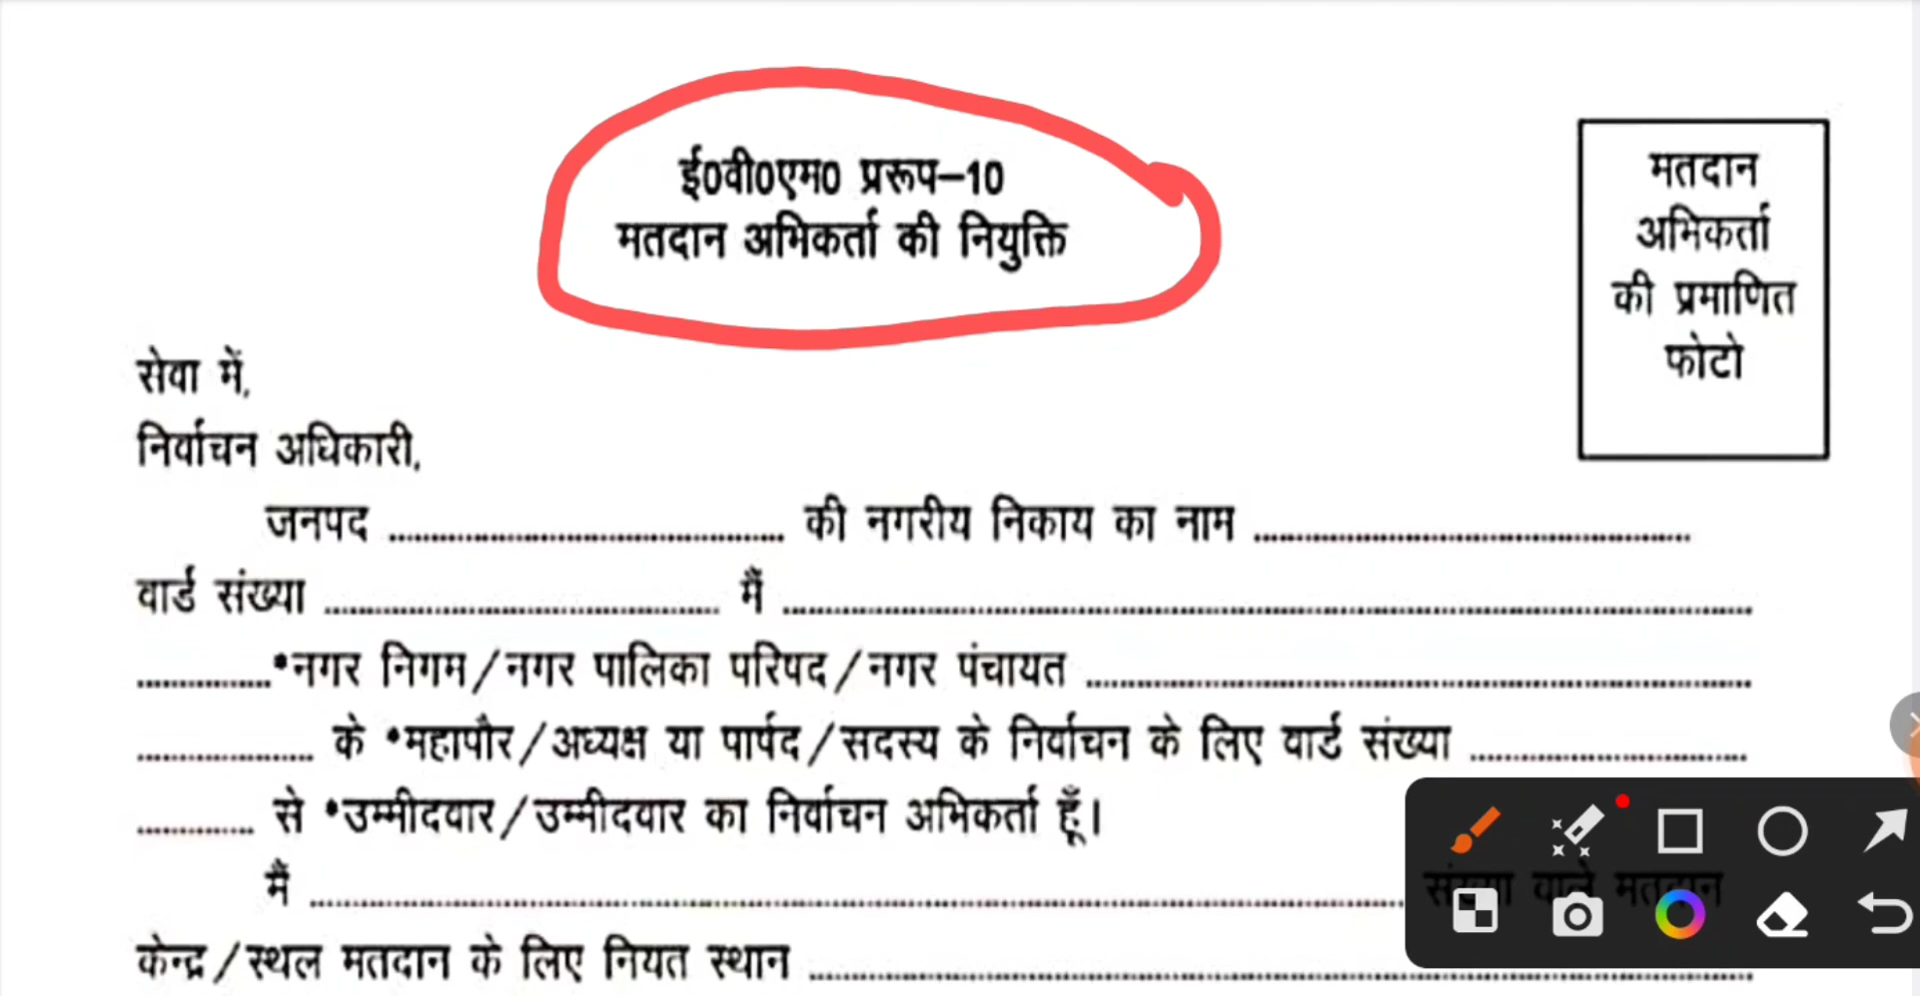 ई0वी0एम0 प्ररूप–10
मतदान अभिकर्ता की नियुक्ति
मतदान
अभिकर्ता
की प्रमाणित
फोटो
सेवा में,
निर्वाचन अधिकारी,
जनपद ........................................ की नगरीय निकाय का नाम ............................................
वार्ड संख्या ........................................ मैं ....................................................................................
..............*नगर निगम/नगर पालिका परिषद/नगर पंचायत ..................................................................
.................. के *महापौर/अध्यक्ष या पार्षद/सदस्य के निर्वाचन के लिए वार्ड संख्या ............................
............ से *उम्मीदवार/उम्मीदवार का निर्वाचन अभिकर्ता हूँ।
मैं .............................................................................................................. संख्या वाले मतदान
केन्द्र/स्थल मतदान के लिए नियत स्थान ..............................................................................................